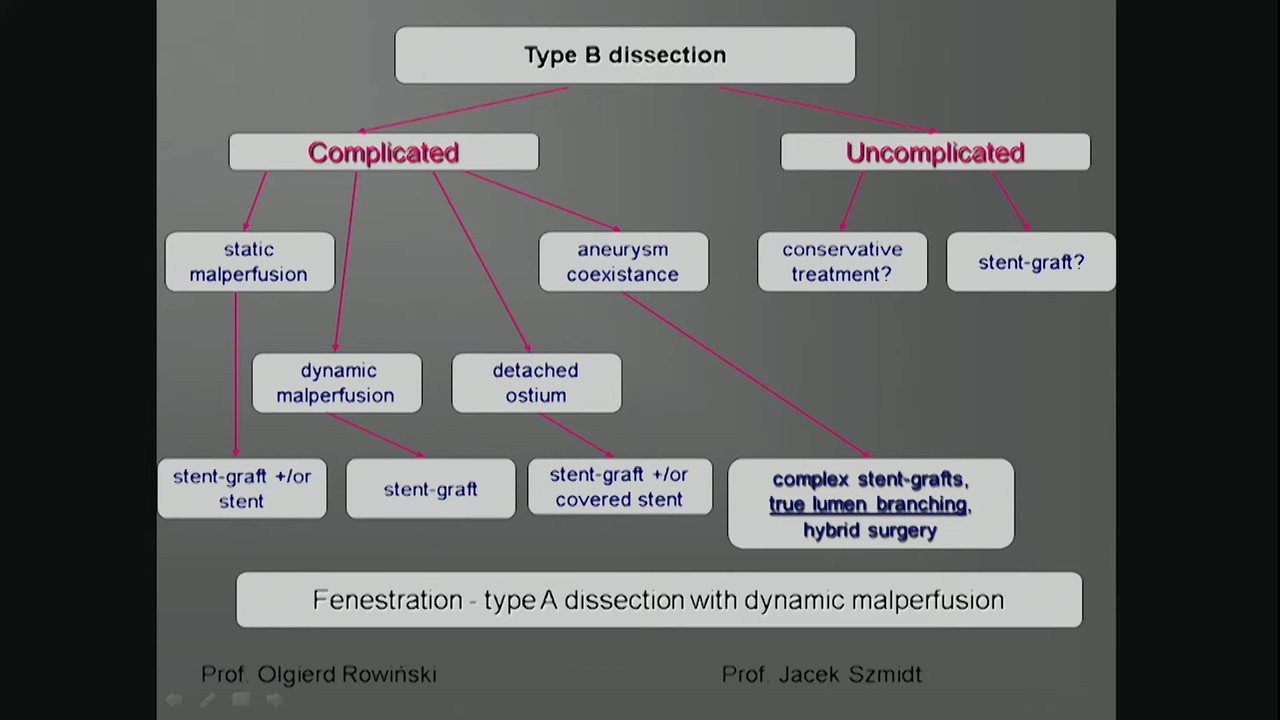 Type B dissection
Complicated
Uncomplicated
static
malperfusion
aneurysm
coexistance
conservative
treatment?
stent-graft?
dynamic
malperfusion
detached
ostium
stent-graft +/or
stent
stent-graft
stent-graft +/or
covered stent
complex stent-grafts,
true lumen branching,
hybrid surgery
Fenestration - type A dissection with dynamic malperfusion
Prof. Olgierd Rowiński
Prof. Jacek Szmidt